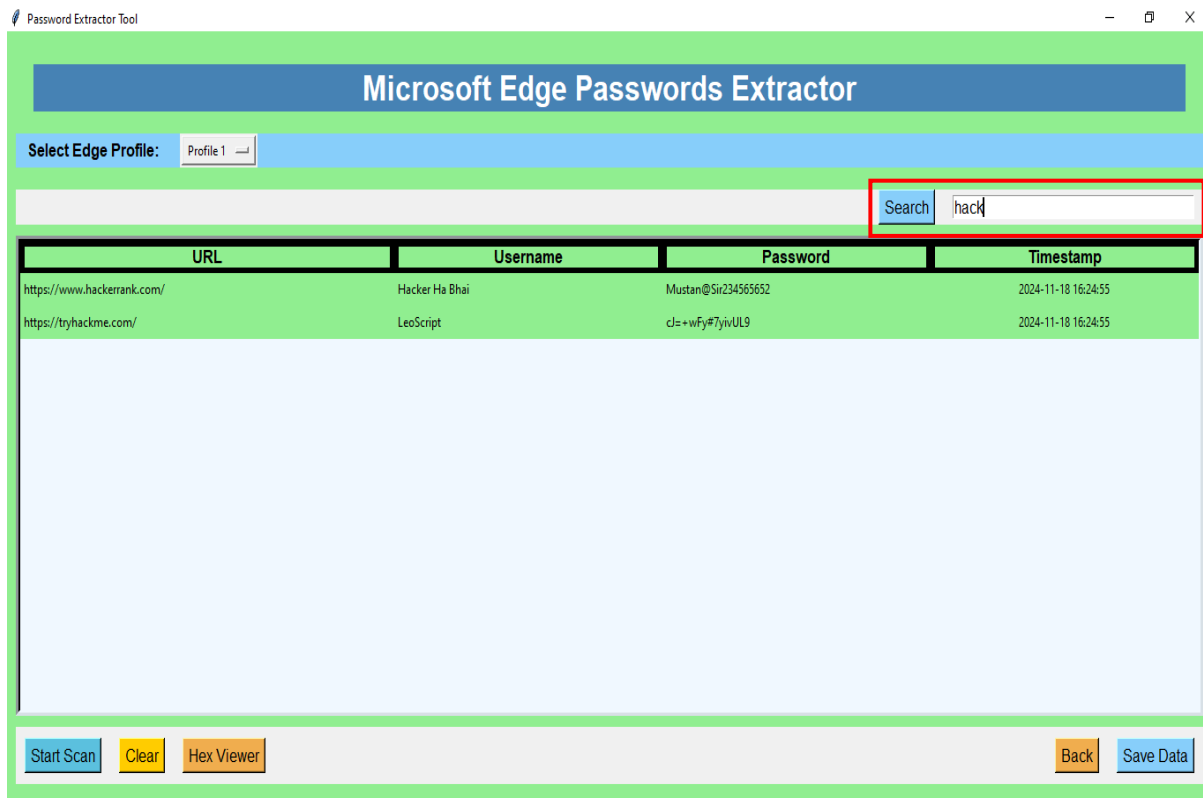 Password Extractor Tool
Microsoft Edge Passwords Extractor
Select Edge Profile: Profile 1
Search hack
URL Username Password Timestamp
https://www.hackerrank.com/ Hacker Ha Bhai Mustan@Sir234565652 2024-11-18 16:24:55
https://tryhackme.com/ LeoScript cJ=+wFy#7yivUL9 2024-11-18 16:24:55
Start Scan Clear Hex Viewer Back Save Data